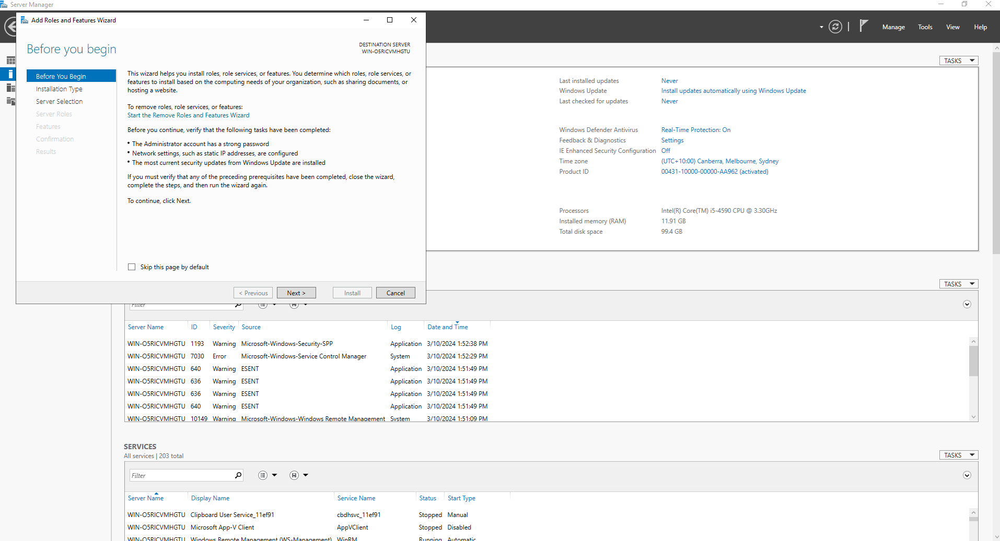 Server Manager
Manage Tools View Help
Add Roles and Features Wizard
Before you begin
DESTINATION SERVER
WIN-O5RICVMHGTU
Before You Begin
Installation Type
Server Selection
Server Roles
Features
Confirmation
Results
This wizard helps you install roles, role services, or features. You determine which roles, role services, or
features to install based on the computing needs of your organization, such as sharing documents, or
hosting a website.
To remove roles, role services, or features:
Start the Remove Roles and Features Wizard
Before you continue, verify that the following tasks have been completed:
• The Administrator account has a strong password
• Network settings, such as static IP addresses, are configured
• The most current security updates from Windows Update are installed
If you must verify that any of the preceding prerequisites have been completed, close the wizard,
complete the steps, and then run the wizard again.
To continue, click Next.
Skip this page by default
< Previous Next > Install Cancel
TASKS
Last installed updates Never
Windows Update Install updates automatically using Windows Update
Last checked for updates Never
Windows Defender Antivirus Real-Time Protection: On
Feedback & Diagnostics Settings
IE Enhanced Security Configuration Off
Time zone (UTC+10:00) Canberra, Melbourne, Sydney
Product ID 00431-10000-00000-AA962 (activated)
Processors Intel(R) Core(TM) i5-4590 CPU @ 3.30GHz
Installed memory (RAM) 11.91 GB
Total disk space 99.4 GB
TASKS
Filter
Server Name ID Severity Source Log Date and Time
WIN-O5RICVMHGTU 1193 Warning Microsoft-Windows-Security-SPP Application 3/10/2024 1:52:38 PM
WIN-O5RICVMHGTU 7030 Error Microsoft-Windows-Service Control Manager System 3/10/2024 1:52:29 PM
WIN-O5RICVMHGTU 640 Warning ESENT Application 3/10/2024 1:51:49 PM
WIN-O5RICVMHGTU 636 Warning ESENT Application 3/10/2024 1:51:49 PM
WIN-O5RICVMHGTU 636 Warning ESENT Application 3/10/2024 1:51:49 PM
WIN-O5RICVMHGTU 640 Warning ESENT Application 3/10/2024 1:51:49 PM
WIN-O5RICVMHGTU 10149 Warning Microsoft-Windows-Windows Remote Management System 3/10/2024 1:51:09 PM
SERVICES
All services | 203 total
TASKS
Filter
Server Name Display Name Service Name Status Start Type
WIN-O5RICVMHGTU Clipboard User Service_11ef91 cbdhsvc_11ef91 Stopped Manual
WIN-O5RICVMHGTU Microsoft App-V Client AppVClient Stopped Disabled
WIN-O5RICVMHGTU Windows Remote Management (WS-Management) WinRM Running Automatic